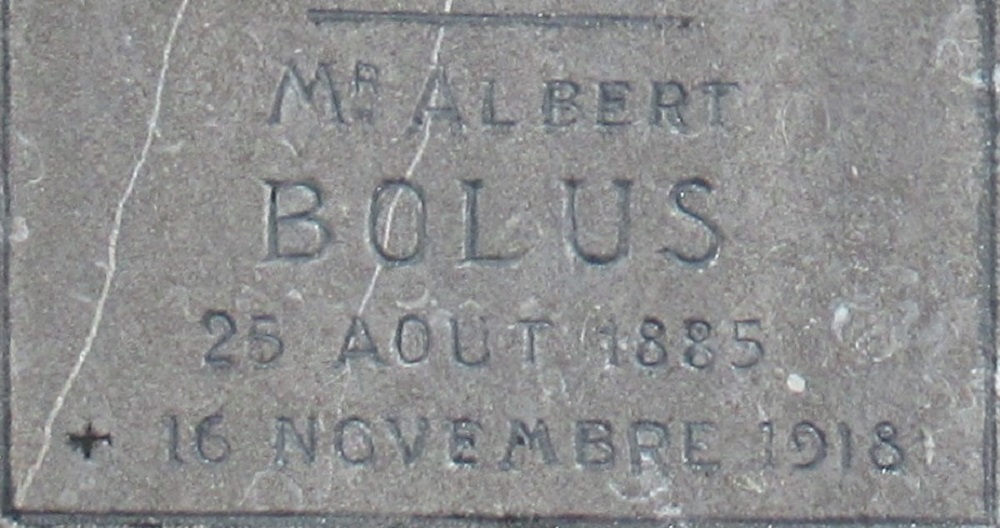 Mr ALBERT
BOLUS
25 AOUT 1885
+ 16 NOVEMBRE 1918